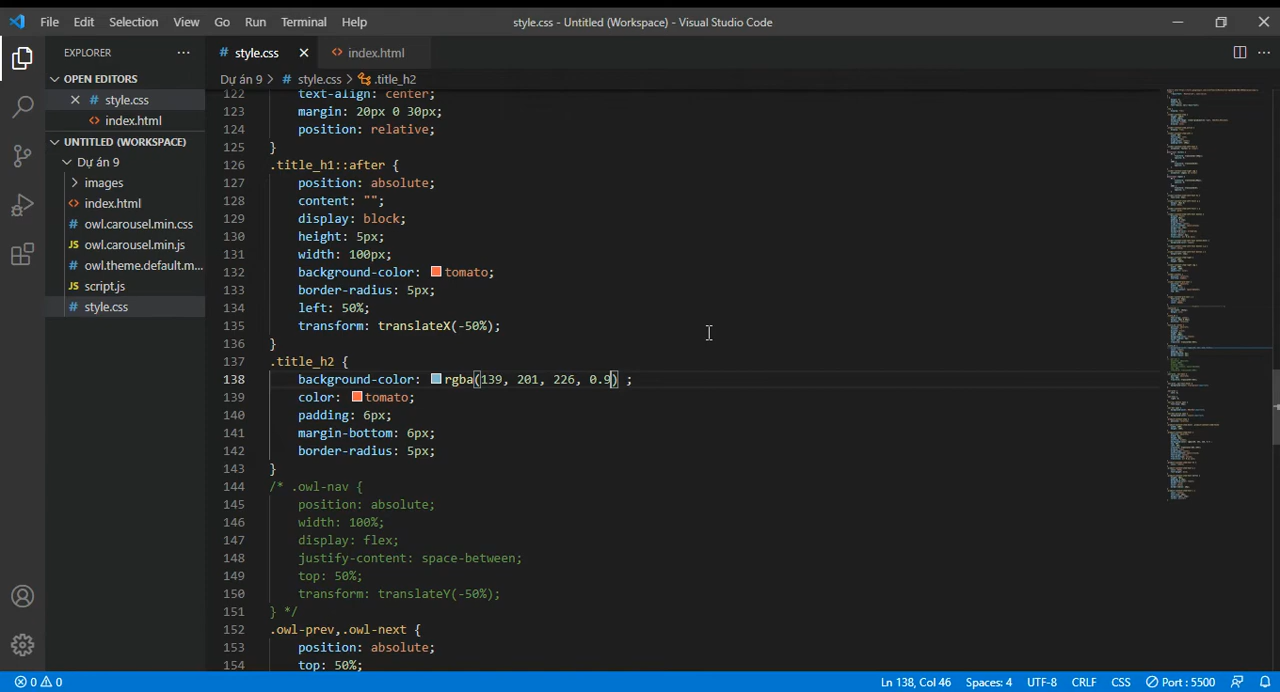 File Edit Selection View Go Run Terminal Help style.css - Untitled (Workspace) - Visual Studio Code
EXPLORER
OPEN EDITORS
style.css
index.html
UNTITLED (WORKSPACE)
Dự án 9
images
index.html
owl.carousel.min.css
JS owl.carousel.min.js
owl.theme.default.m...
JS script.js
style.css
style.css index.html
Dự án 9 > style.css > .title_h2
122 text-align: center;
123 margin: 20px 0 30px;
124 position: relative;
125 }
126 .title_h1::after {
127 position: absolute;
128 content: "";
129 display: block;
130 height: 5px;
131 width: 100px;
132 background-color: tomato;
133 border-radius: 5px;
134 left: 50%;
135 transform: translateX(-50%);
136 }
137 .title_h2 {
138 background-color: rgba(139, 201, 226, 0.9) ;
139 color: tomato;
140 padding: 6px;
141 margin-bottom: 6px;
142 border-radius: 5px;
143 }
144 /* .owl-nav {
145 position: absolute;
146 width: 100%;
147 display: flex;
148 justify-content: space-between;
149 top: 50%;
150 transform: translateY(-50%);
151 } */
152 .owl-prev,.owl-next {
153 position: absolute;
154 top: 50%;
0 0 Ln 138, Col 46 Spaces: 4 UTF-8 CRLF CSS Port : 5500